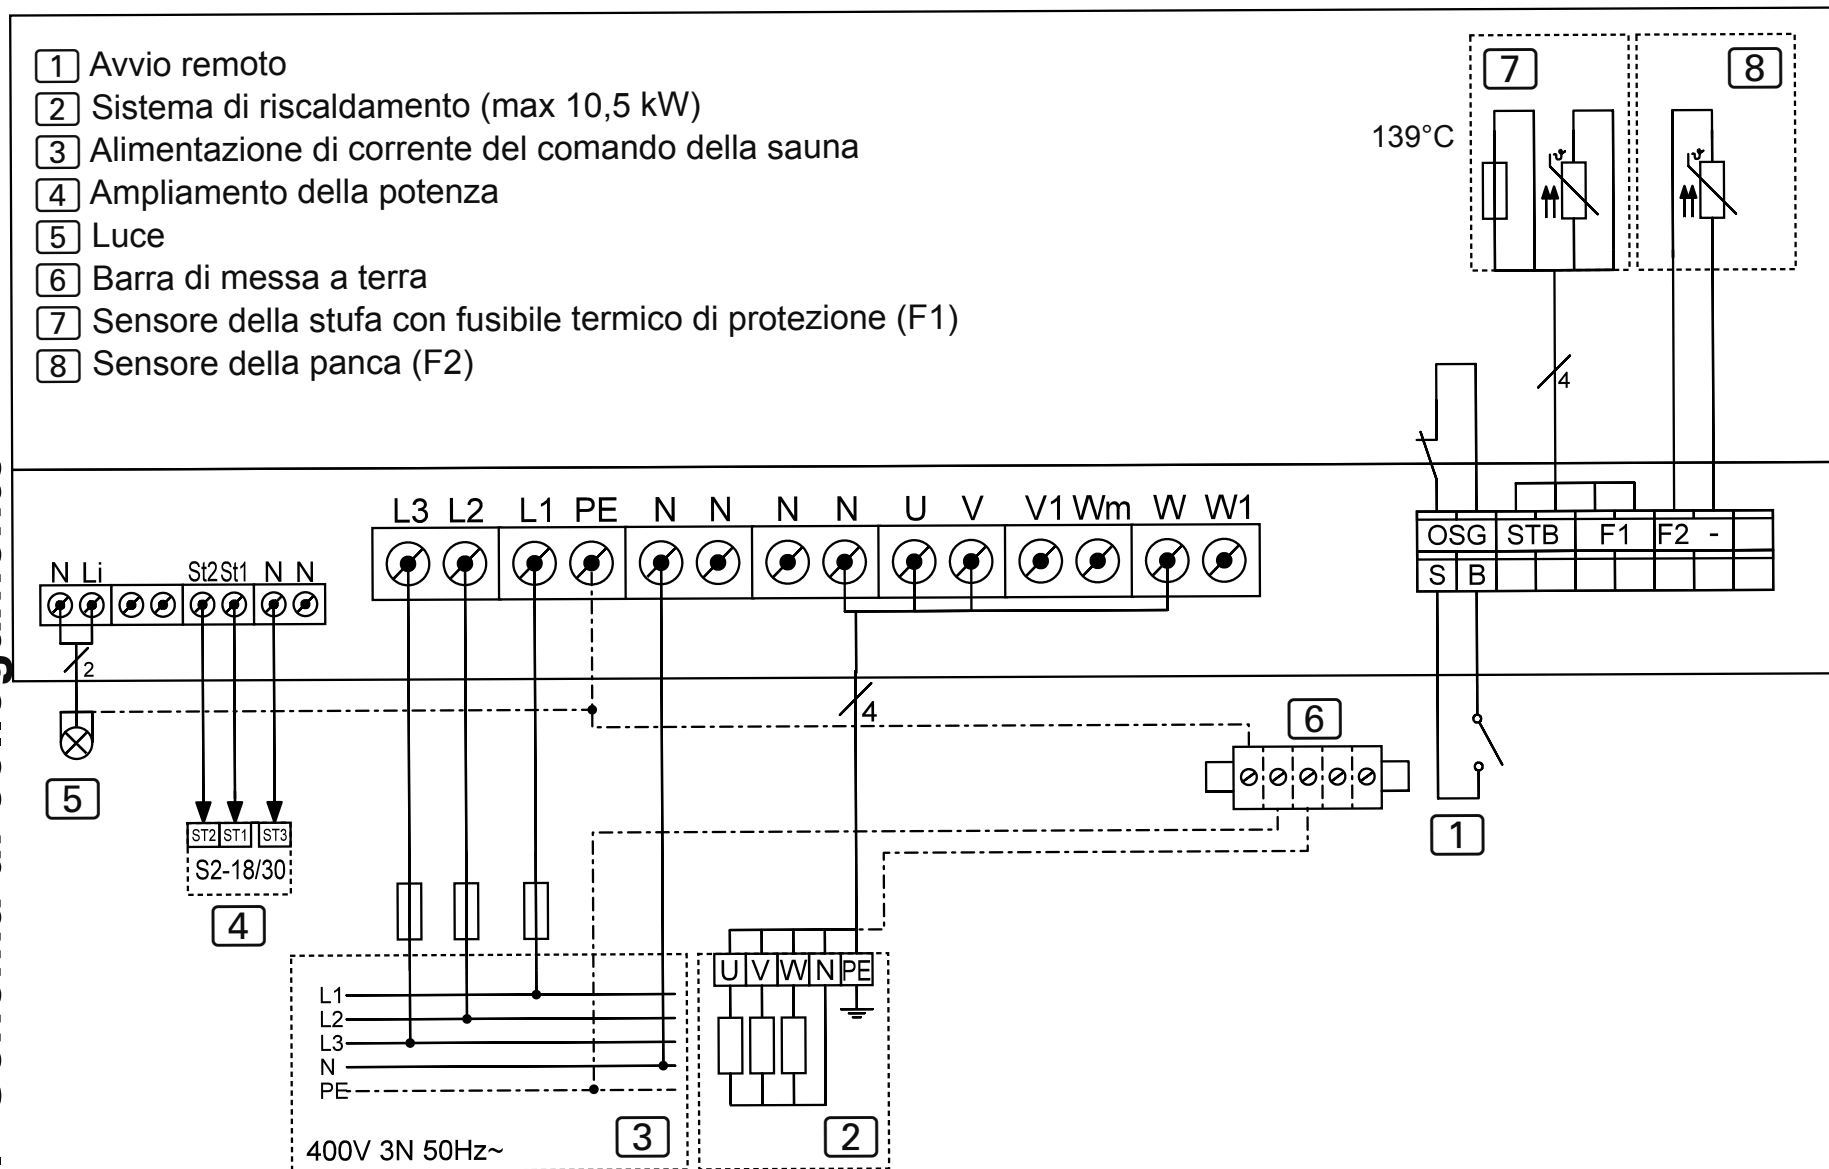 1 Avvio remoto
2 Sistema di riscaldamento (max 10,5 kW)
3 Alimentazione di corrente del comando della sauna
4 Ampliamento della potenza
5 Luce
6 Barra di messa a terra
7 Sensore della stufa con fusibile termico di protezione (F1)
8 Sensore della panca (F2)
7 8
139°C
4
L3 L2 L1 PE N N N N U V V1 Wm W W1
OSG STB F1 F2 -
S B
N Li St2 St1 N N
2
4
6
5
ST2 ST1 ST3
S2-18/30
4
1
U V W N PE
L1
L2
L3
N
PE
400V 3N 50Hz~
3
2